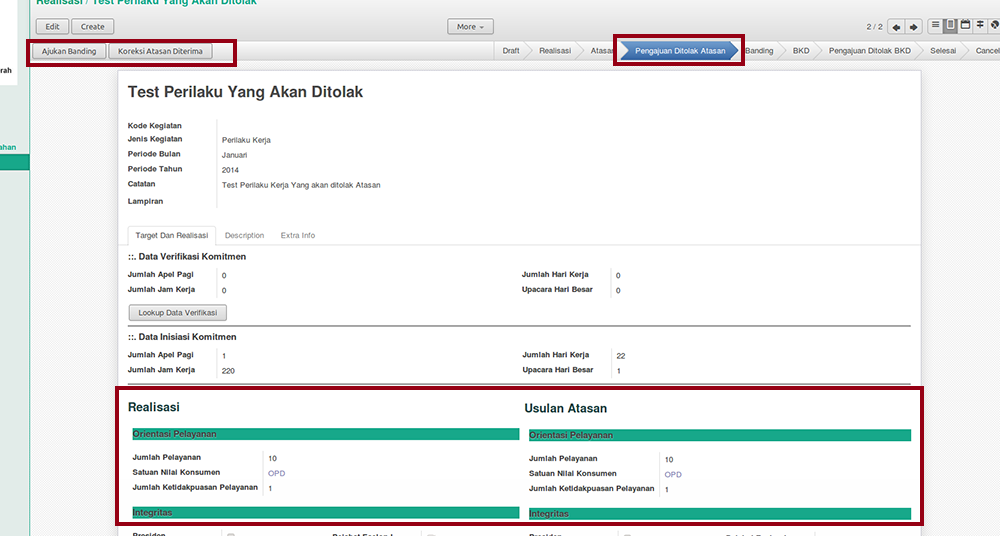 Realisasi / Test Perilaku Yang Akan Ditolak
Edit Create More 2 / 2
Ajukan Banding Koreksi Atasan Diterima Draft Realisasi Atasa Pengajuan Ditolak Atasan Banding BKD Pengajuan Ditolak BKD Selesai Cancel
rah
ahan
Test Perilaku Yang Akan Ditolak
Kode Kegiatan
Jenis Kegiatan Perilaku Kerja
Periode Bulan Januari
Periode Tahun 2014
Catatan Test Perilaku Kerja Yang akan ditolak Atasan
Lampiran
Target Dan Realisasi Description Extra Info
::. Data Verifikasi Komitmen
Jumlah Apel Pagi 0 Jumlah Hari Kerja 0
Jumlah Jam Kerja 0 Upacara Hari Besar 0
Lookup Data Verifikasi
::. Data Inisiasi Komitmen
Jumlah Apel Pagi 1 Jumlah Hari Kerja 22
Jumlah Jam Kerja 220 Upacara Hari Besar 1
Realisasi Usulan Atasan
Orientasi Pelayanan Orientasi Pelayanan
Jumlah Pelayanan 10 Jumlah Pelayanan 10
Satuan Nilai Konsumen OPD Satuan Nilai Konsumen OPD
Jumlah Ketidakpuasan Pelayanan 1 Jumlah Ketidakpuasan Pelayanan 1
Integritas Integritas